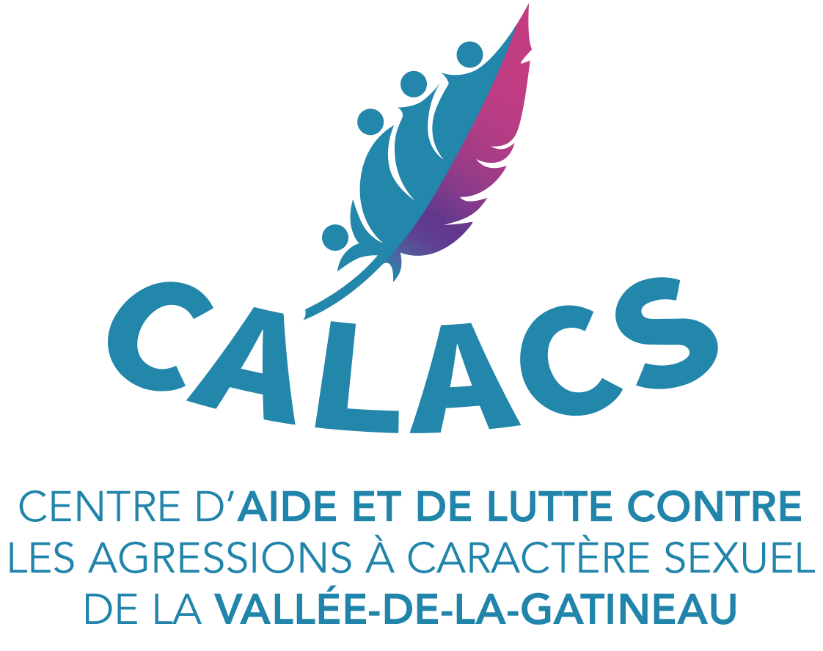 CALACS
CENTRE D’AIDE ET DE LUTTE CONTRE
LES AGRESSIONS À CARACTÈRE SEXUEL
DE LA VALLÉE-DE-LA-GATINEAU